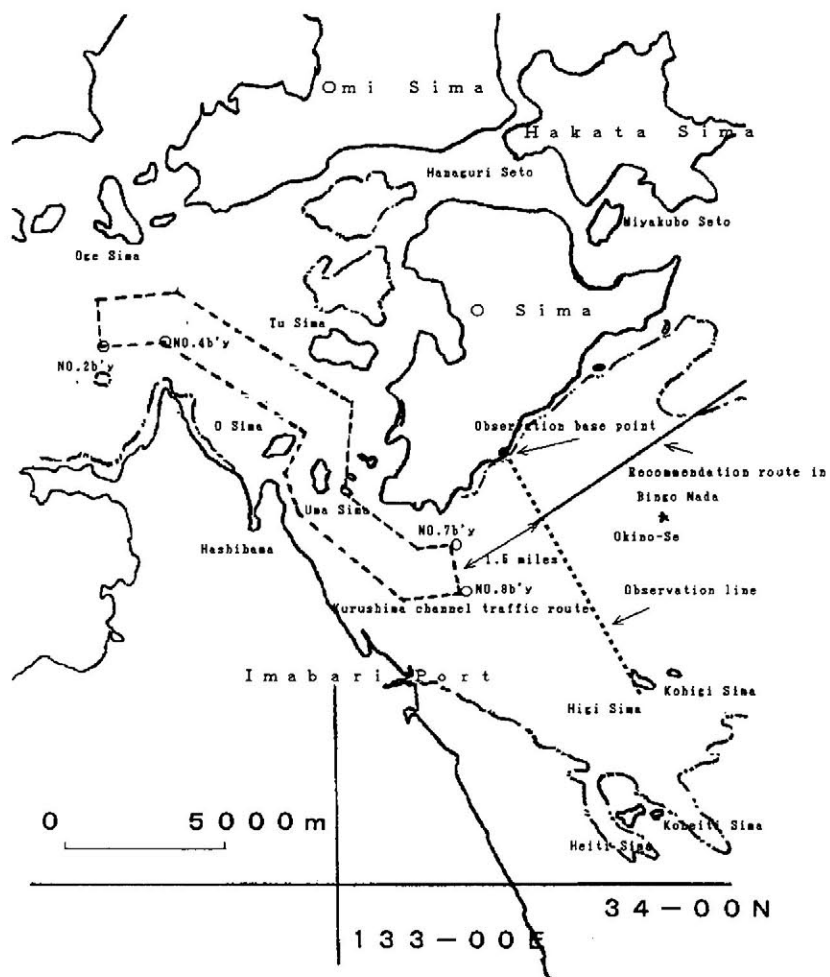 Omi Sima
Hakata Sima
Hanaguri Seto
Miyakubo Seto
Oge Sima
O Sima
Tu Sima
NO.4b'y
NO.2b'y
O Sima
Observation base point
Recommendation route in
Bingo Nada
Uma Sima
Okino-Se
Hashibama
NO.7b'y
1.5 miles
NO.8b'y
Observation line
Kurushima channel traffic route
Imabari Port
Kohigi Sima
Higi Sima
0 5000m
Kobeiti Sima
Heiti Sima
34-00N
133-00E